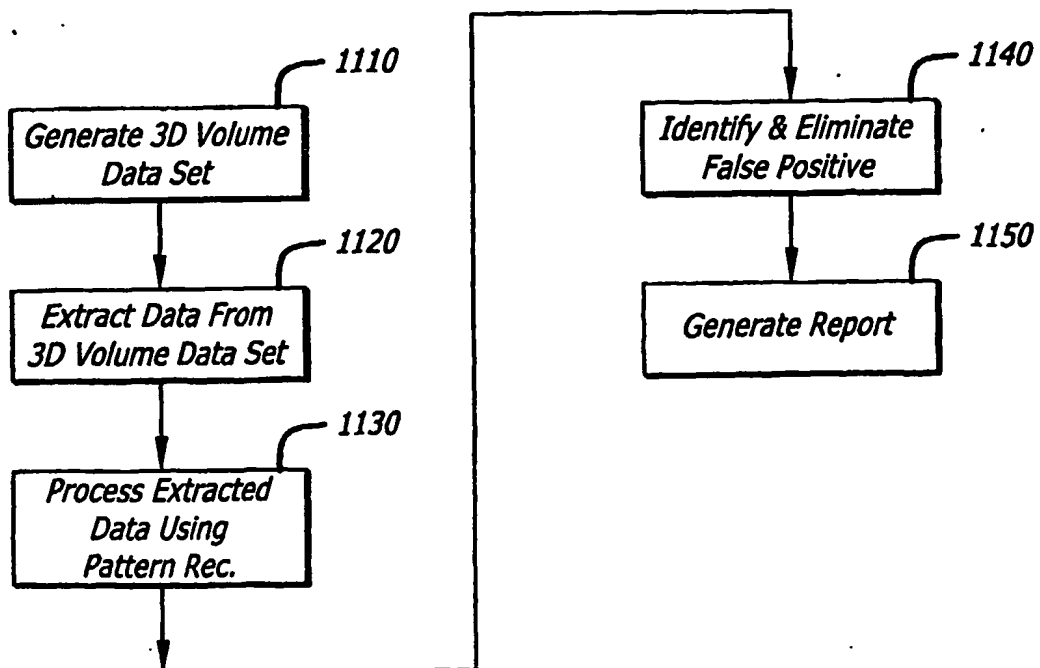 1110
Generate 3D Volume
Data Set
1120
Extract Data From
3D Volume Data Set
1130
Process Extracted
Data Using
Pattern Rec.
1140
Identify & Eliminate
False Positive
1150
Generate Report